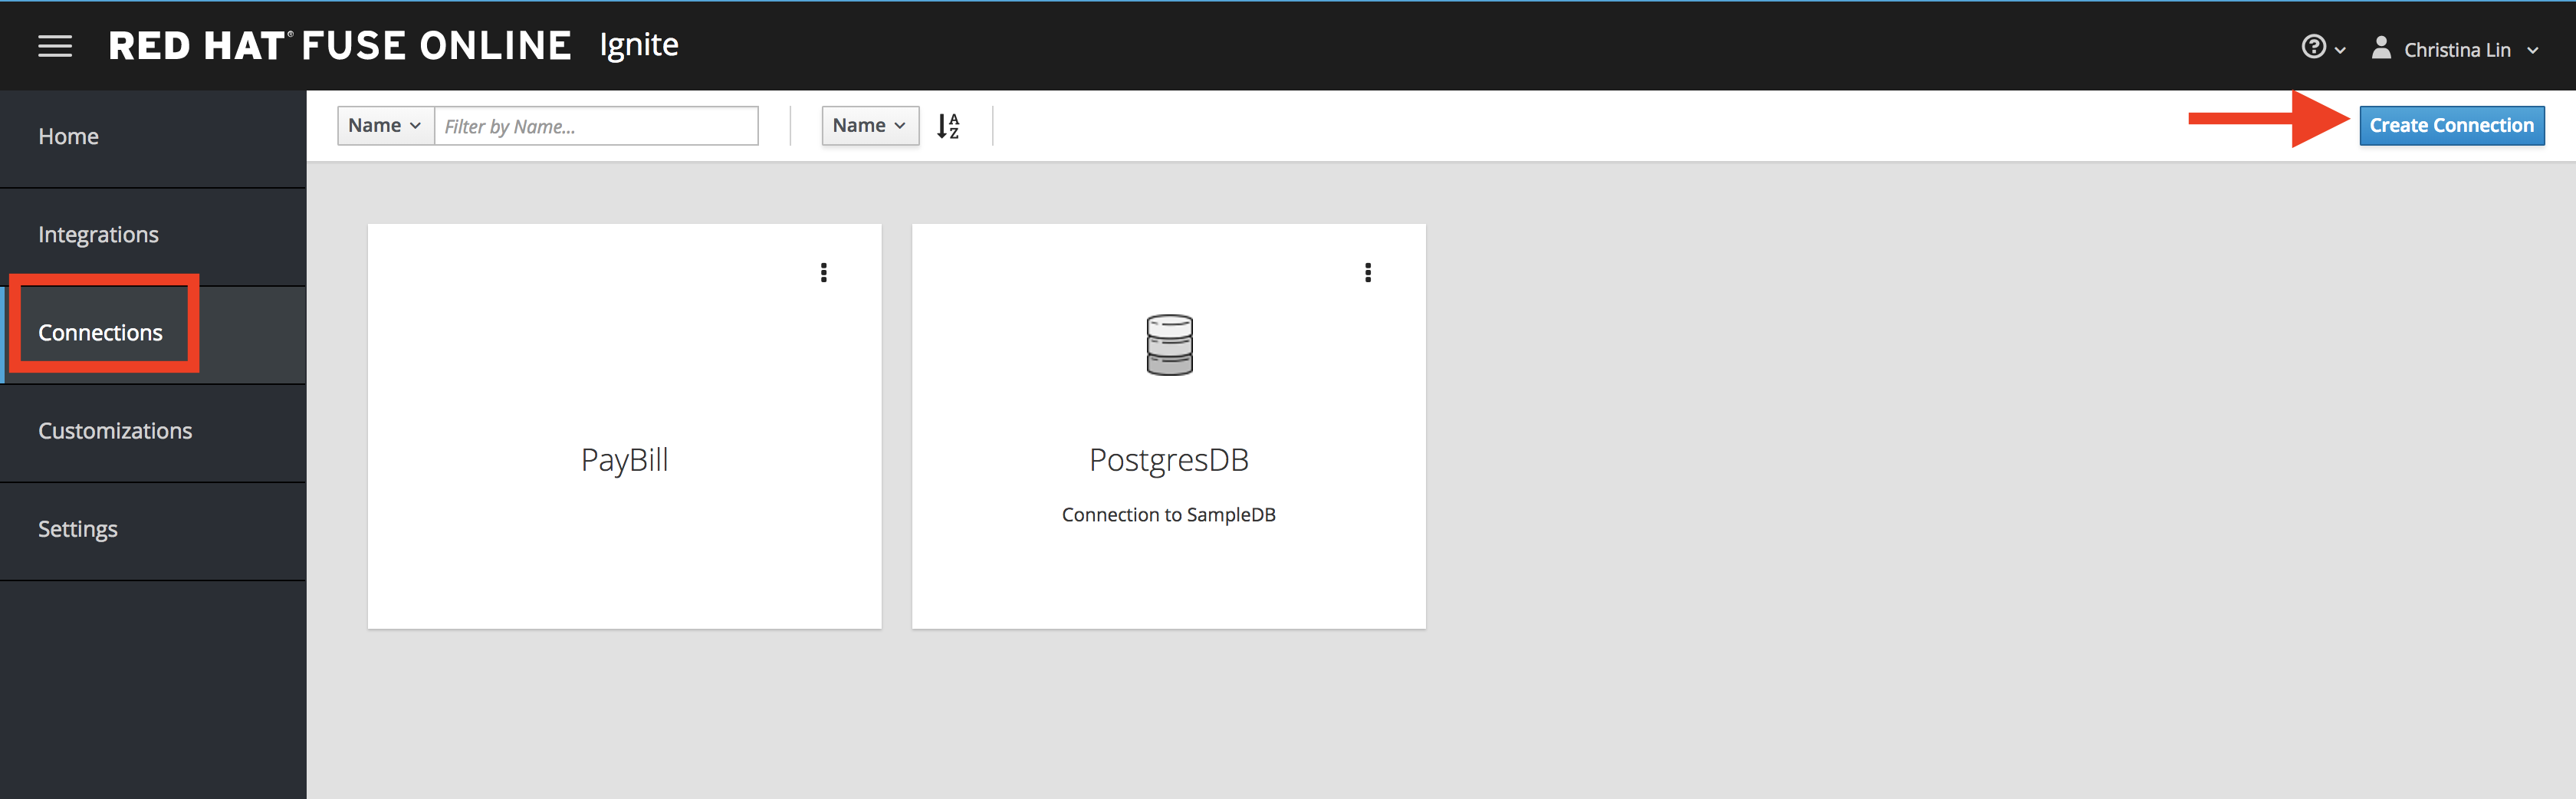 RED HAT® FUSE ONLINE Ignite
Christina Lin
Home
Integrations
Connections
Customizations
Settings
Name Filter by Name... Name A Z Create Connection
PayBill
PostgresDB
Connection to SampleDB